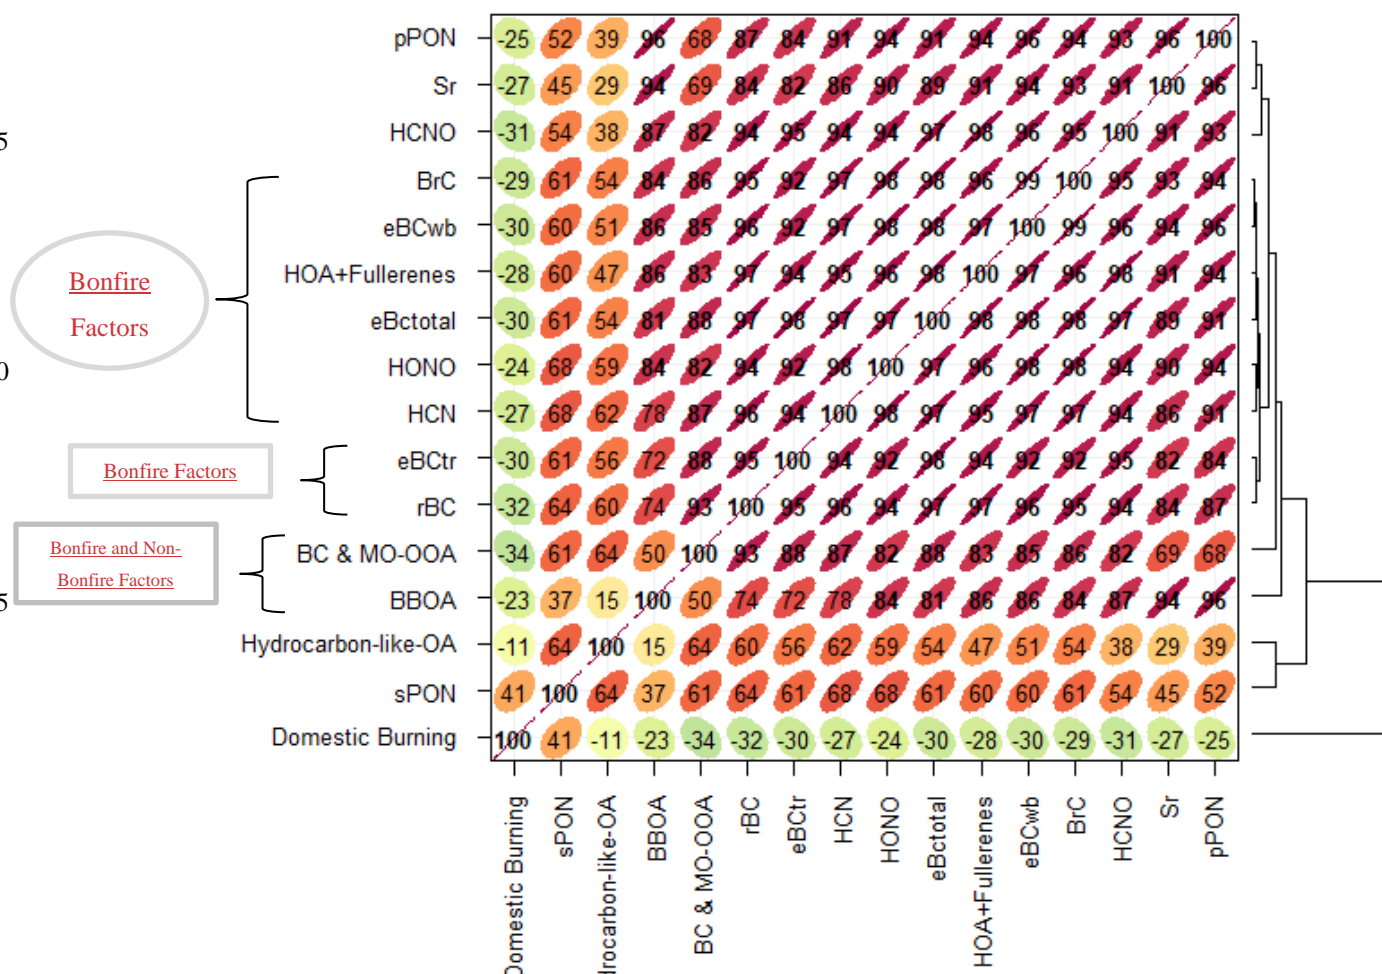 pPON -25 52 39 96 68 87 84 91 94 91 94 96 94 93 96 100
Sr -27 45 29 94 69 84 82 86 90 89 91 94 93 91 100 96
5
HCNO -31 54 38 87 82 94 95 94 94 97 98 96 95 100 91 93
BrC -29 61 54 84 86 95 92 97 98 98 96 99 100 95 93 94
eBCwb -30 60 51 86 85 96 92 97 98 98 97 100 99 96 94 96
Bonfire
Factors
HOA+Fullerenes -28 60 47 86 83 97 94 95 96 98 100 97 96 98 91 94
eBctotal -30 61 54 81 88 97 98 97 97 100 98 98 98 97 89 91
0
HONO -24 68 59 84 82 94 92 98 100 97 96 98 98 94 90 94
HCN -27 68 62 78 87 96 94 100 98 97 95 97 97 94 86 91
Bonfire Factors
eBCtr -30 61 56 72 88 95 100 94 92 98 94 92 92 95 82 84
rBC -32 64 60 74 93 100 95 96 94 97 97 96 95 94 84 87
Bonfire and Non-
Bonfire Factors
BC & MO-OOA -34 61 64 50 100 93 88 87 82 88 83 85 86 82 69 68
5
BBOA -23 37 15 100 50 74 72 78 84 81 86 86 84 87 94 96
Hydrocarbon-like-OA -11 64 100 15 64 60 56 62 59 54 47 51 54 38 29 39
sPON 41 100 64 37 61 64 61 68 68 61 60 60 61 54 45 52
Domestic Burning 100 41 -11 -23 -34 -32 -30 -27 -24 -30 -28 -30 -29 -31 -27 -25
Domestic Burning
sPON
drocarbon-like-OA
BBOA
BC & MO-OOA
rBC
eBCtr
HCN
HONO
eBctotal
HOA+Fullerenes
eBCwb
BrC
HCNO
Sr
pPON